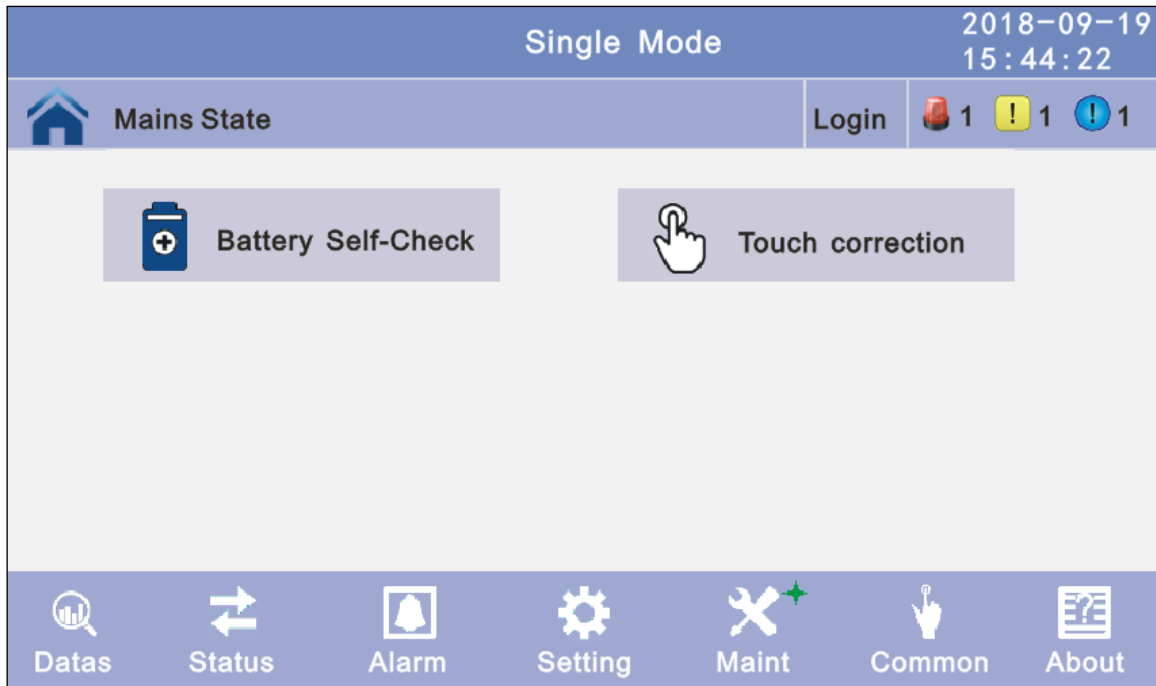 Single Mode
2018-09-19
15:44:22
Mains State
Login
1
! 1
! 1
Battery Self-Check
Touch correction
Datas
Status
Alarm
Setting
Maint
Common
? About